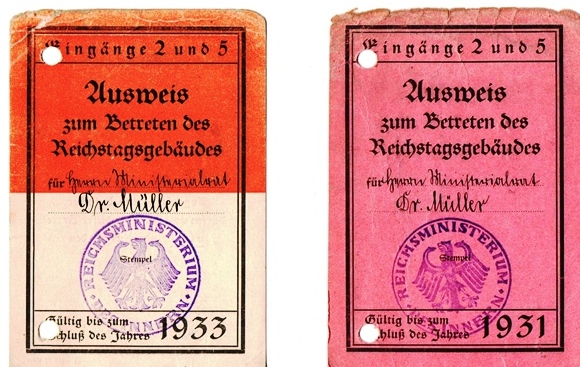 Eingänge 2 und 5
Ausweis
zum Betreten des
Reichstagsgebäudes
für Herrn Ministerialrat
Dr. Müller
REICHSMINISTERIUM
Stempel
Gültig bis zum
Schluß des Jahres 1933
Eingänge 2 und 5
Ausweis
zum Betreten des
Reichstagsgebäudes
für Herrn Ministerialrat
Dr. Müller
REICHSMINISTERIUM
Stempel
Gültig bis zum
Schluß des Jahres 1931